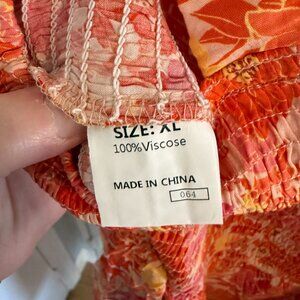 SIZE: XL
100%Viscose
MADE IN CHINA
064